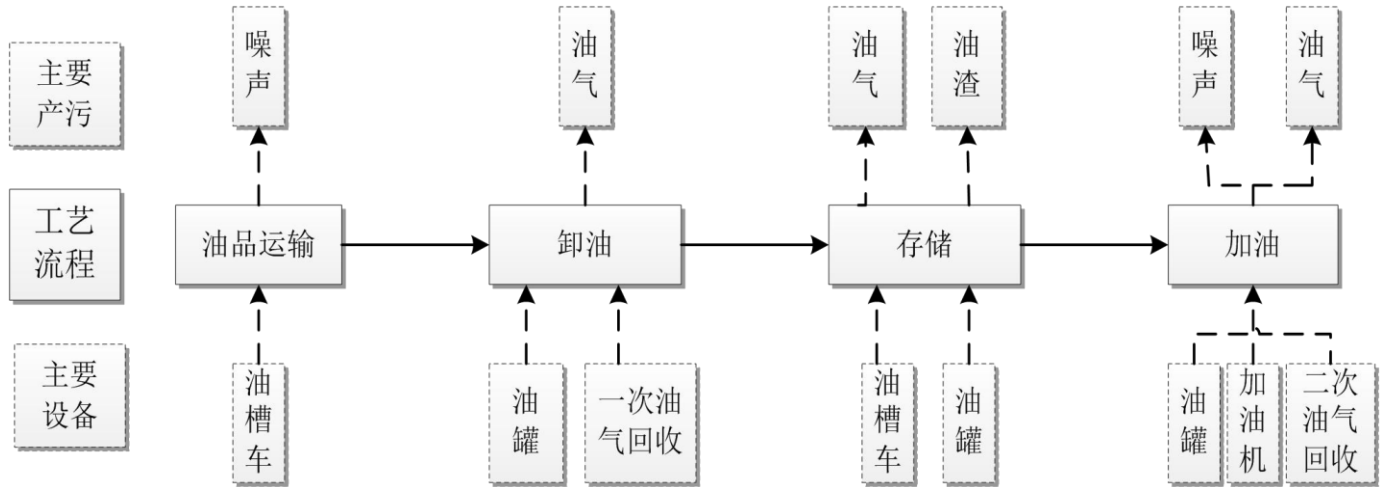 主要
产污
噪
声
油
气
油
气
油
渣
噪
声
油
气
工艺
流程
油品运输
卸油
存储
加油
主要
设备
油
槽
车
油
罐
一次油
气回收
油
槽
车
油
罐
油
罐
加
油
机
二次
油气
回收